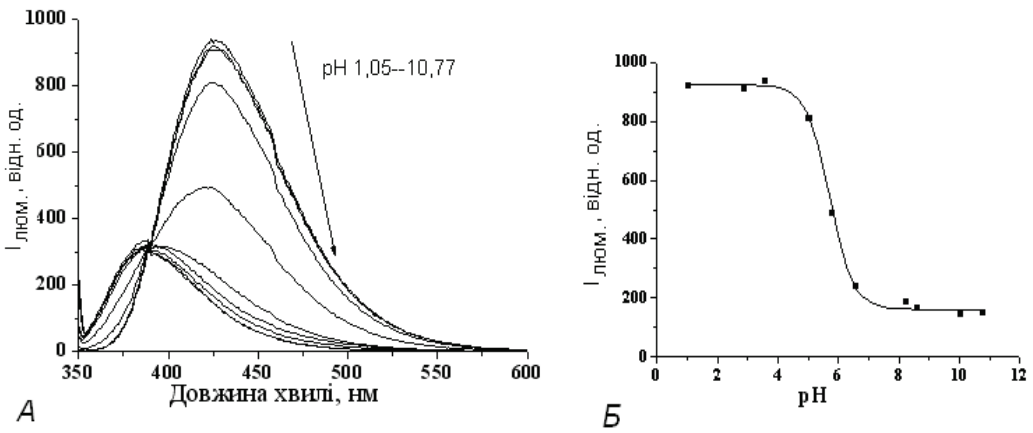 1000
800
600
400
200
0
I люм., відн. од.
pH 1,05--10,77
350 400 450 500 550 600
Довжина хвилі, нм
А
1000
800
600
400
200
0
I люм., відн. од.
0 2 4 6 8 10 12
pH
Б